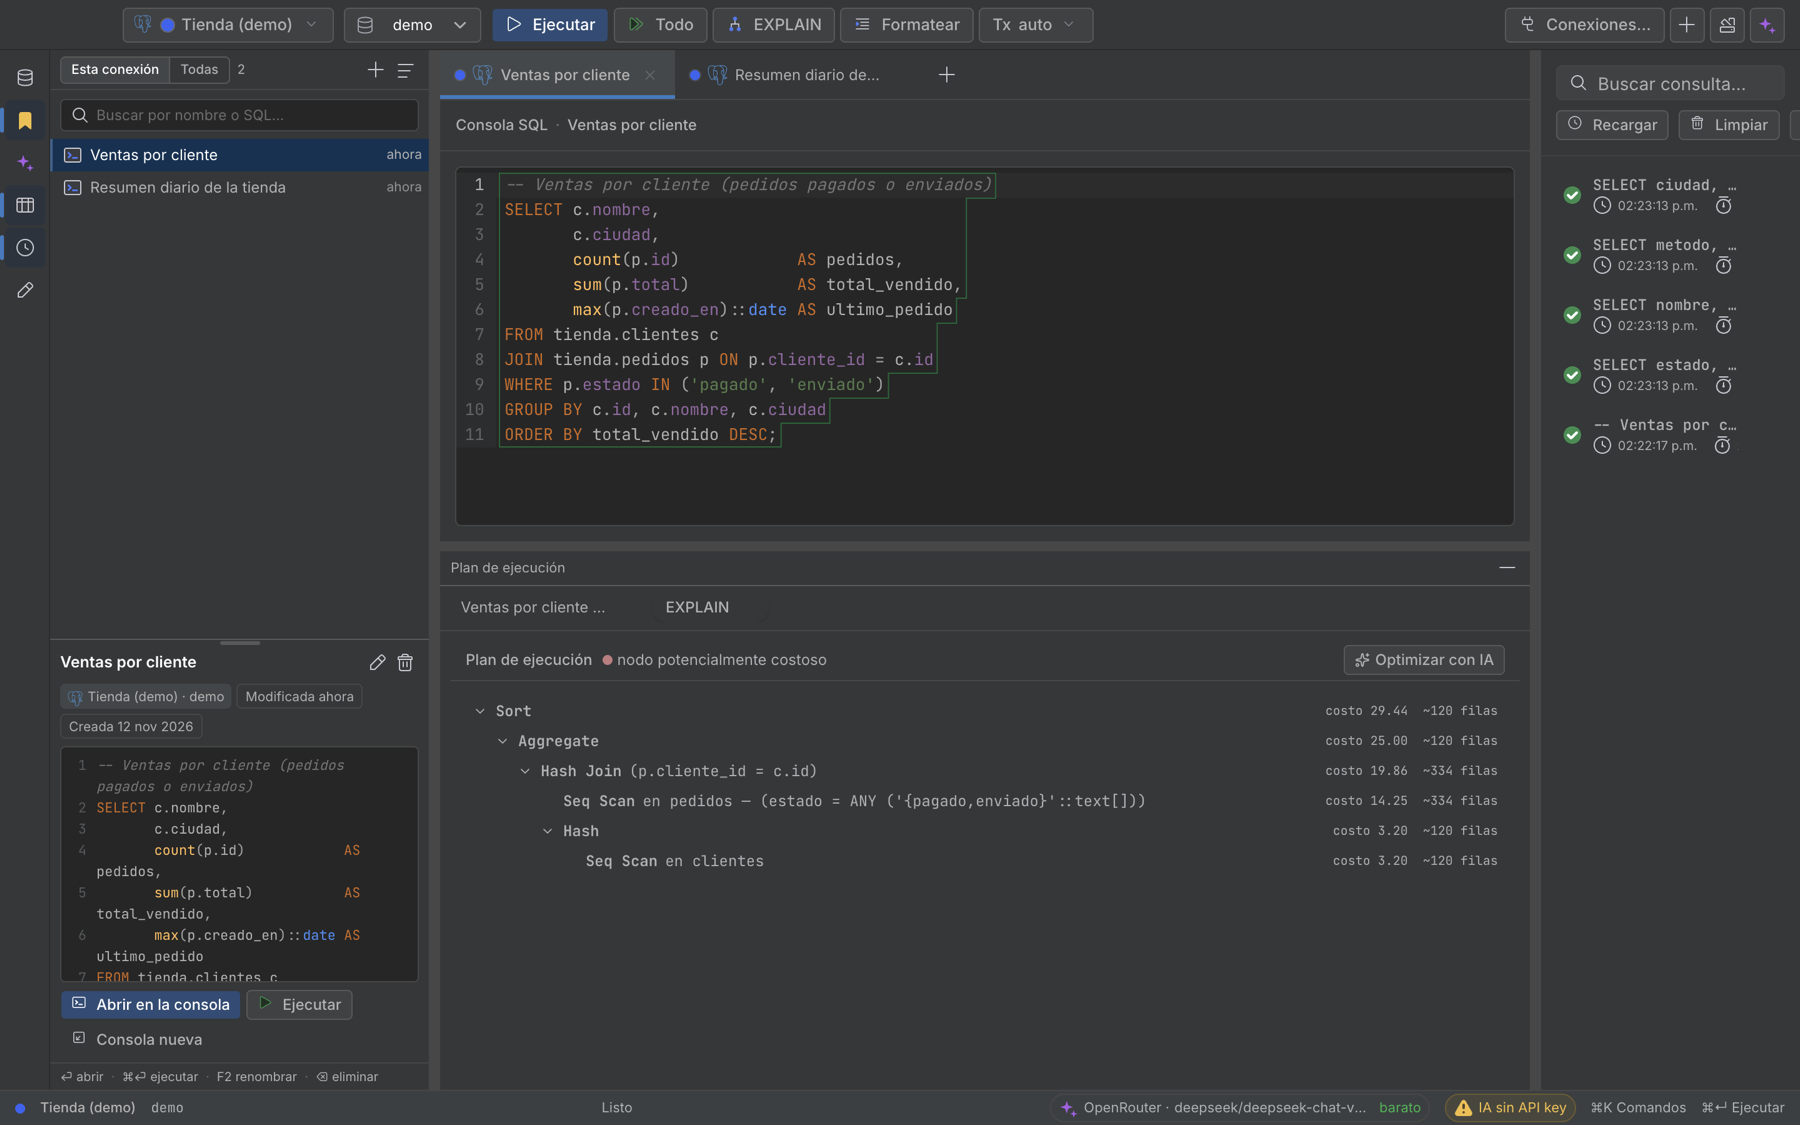 Tienda (demo)
demo
Ejecutar
Todo
EXPLAIN
Formatear
Tx auto
Conexiones...
Esta conexión
Todas
2
Buscar por nombre o SQL...
Ventas por cliente
ahora
Resumen diario de la tienda
ahora
Ventas por cliente
Resumen diario de...
Consola SQL · Ventas por cliente
1 -- Ventas por cliente (pedidos pagados o enviados)
2 SELECT c.nombre,
3 c.ciudad,
4 count(p.id) AS pedidos,
5 sum(p.total) AS total_vendido,
6 max(p.creado_en)::date AS ultimo_pedido
7 FROM tienda.clientes c
8 JOIN tienda.pedidos p ON p.cliente_id = c.id
9 WHERE p.estado IN ('pagado', 'enviado')
10 GROUP BY c.id, c.nombre, c.ciudad
11 ORDER BY total_vendido DESC;
Plan de ejecución
Ventas por cliente ...
EXPLAIN
Plan de ejecución
nodo potencialmente costoso
Optimizar con IA
Sort costo 29.44 ~120 filas
Aggregate costo 25.00 ~120 filas
Hash Join (p.cliente_id = c.id) costo 19.86 ~334 filas
Seq Scan en pedidos — (estado = ANY ('{pagado,enviado}'::text[])) costo 14.25 ~334 filas
Hash costo 3.20 ~120 filas
Seq Scan en clientes costo 3.20 ~120 filas
Buscar consulta...
Recargar
Limpiar
SELECT ciudad, …
02:23:13 p.m.
SELECT metodo, …
02:23:13 p.m.
SELECT nombre, …
02:23:13 p.m.
SELECT estado, …
02:23:13 p.m.
-- Ventas por c…
02:22:17 p.m.
Ventas por cliente
Tienda (demo) · demo
Modificada ahora
Creada 12 nov 2026
1 -- Ventas por cliente (pedidos
pagados o enviados)
2 SELECT c.nombre,
3 c.ciudad,
4 count(p.id) AS
pedidos,
5 sum(p.total) AS
total_vendido,
6 max(p.creado_en)::date AS
ultimo_pedido
7 FROM tienda.clientes c
Abrir en la consola
Ejecutar
Consola nueva
⏎ abrir · ⌘⏎ ejecutar · F2 renombrar · ⌫ eliminar
Tienda (demo)
demo
Listo
OpenRouter · deepseek/deepseek-chat-v...
barato
IA sin API key
⌘K Comandos
⌘⏎ Ejecutar